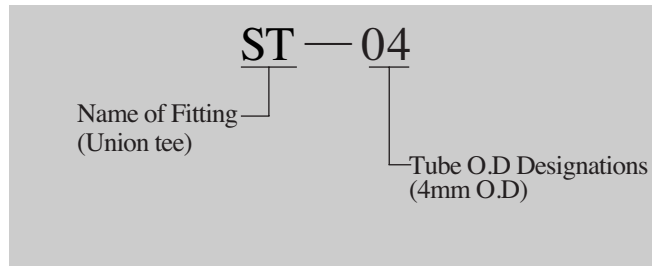 ST — 04
Name of Fitting
(Union tee)
Tube O.D Designations
(4mm O.D)